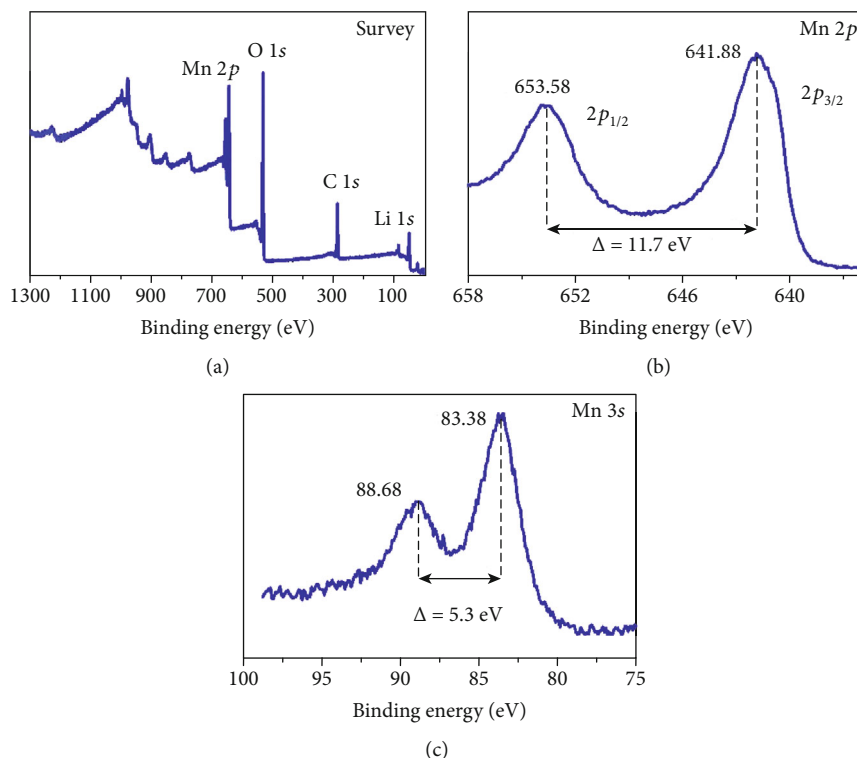 Survey
O 1s
Mn 2p
C 1s
Li 1s
1300 1100 900 700 500 300 100
Binding energy (eV)
(a)
Mn 2p
641.88
653.58
2p3/2
2p1/2
Δ = 11.7 eV
658 652 646 640
Binding energy (eV)
(b)
Mn 3s
83.38
88.68
Δ = 5.3 eV
100 95 90 85 80 75
Binding energy (eV)
(c)